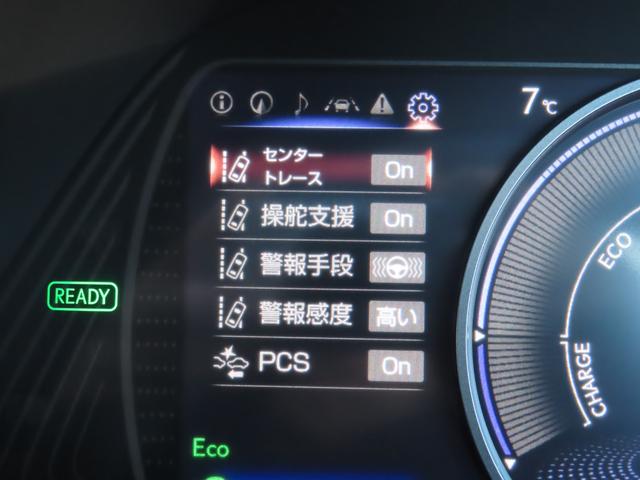 7℃
センター
トレース On
操舵支援 On
警報手段
警報感度 高い
PCS On
READY
Eco
ECO
CHARGE